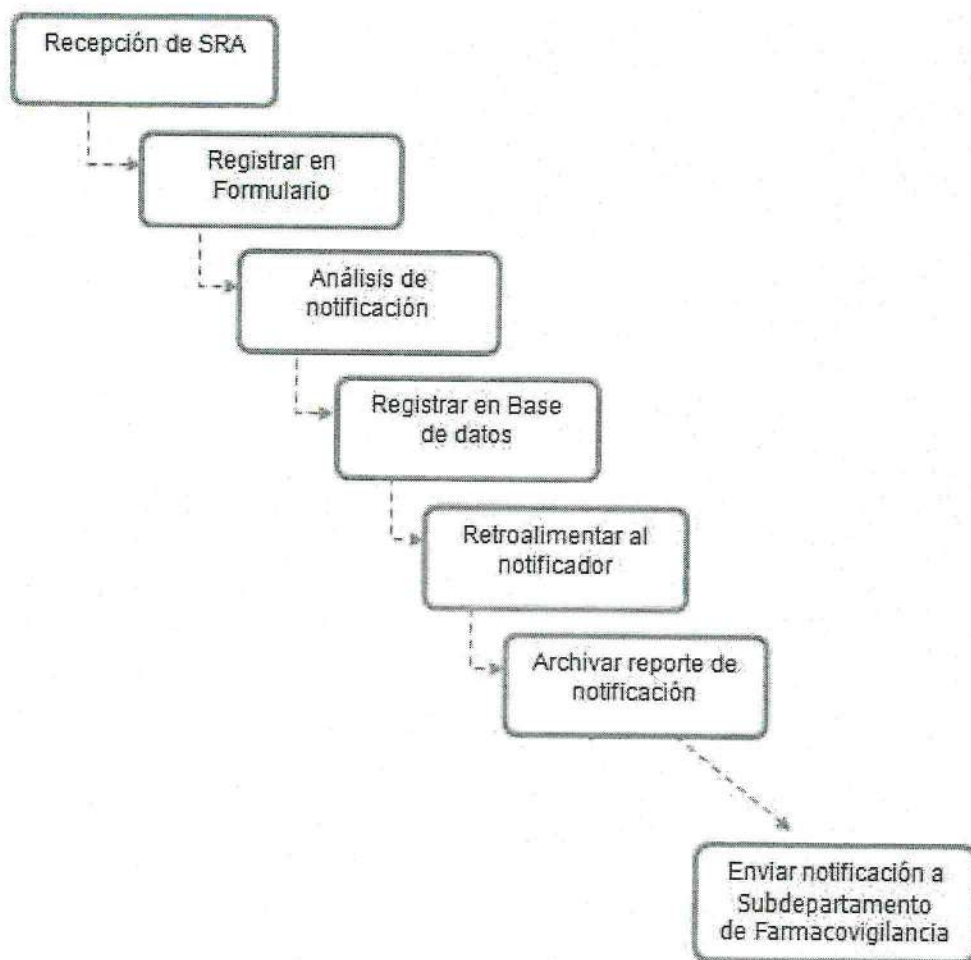 Recepción de SRA
Registrar en
Formulario
Análisis de
notificación
Registrar en Base
de datos
Retroalimentar al
notificador
Archivar reporte de
notificación
Enviar notificación a
Subdepartamento
de Farmacovigilancia